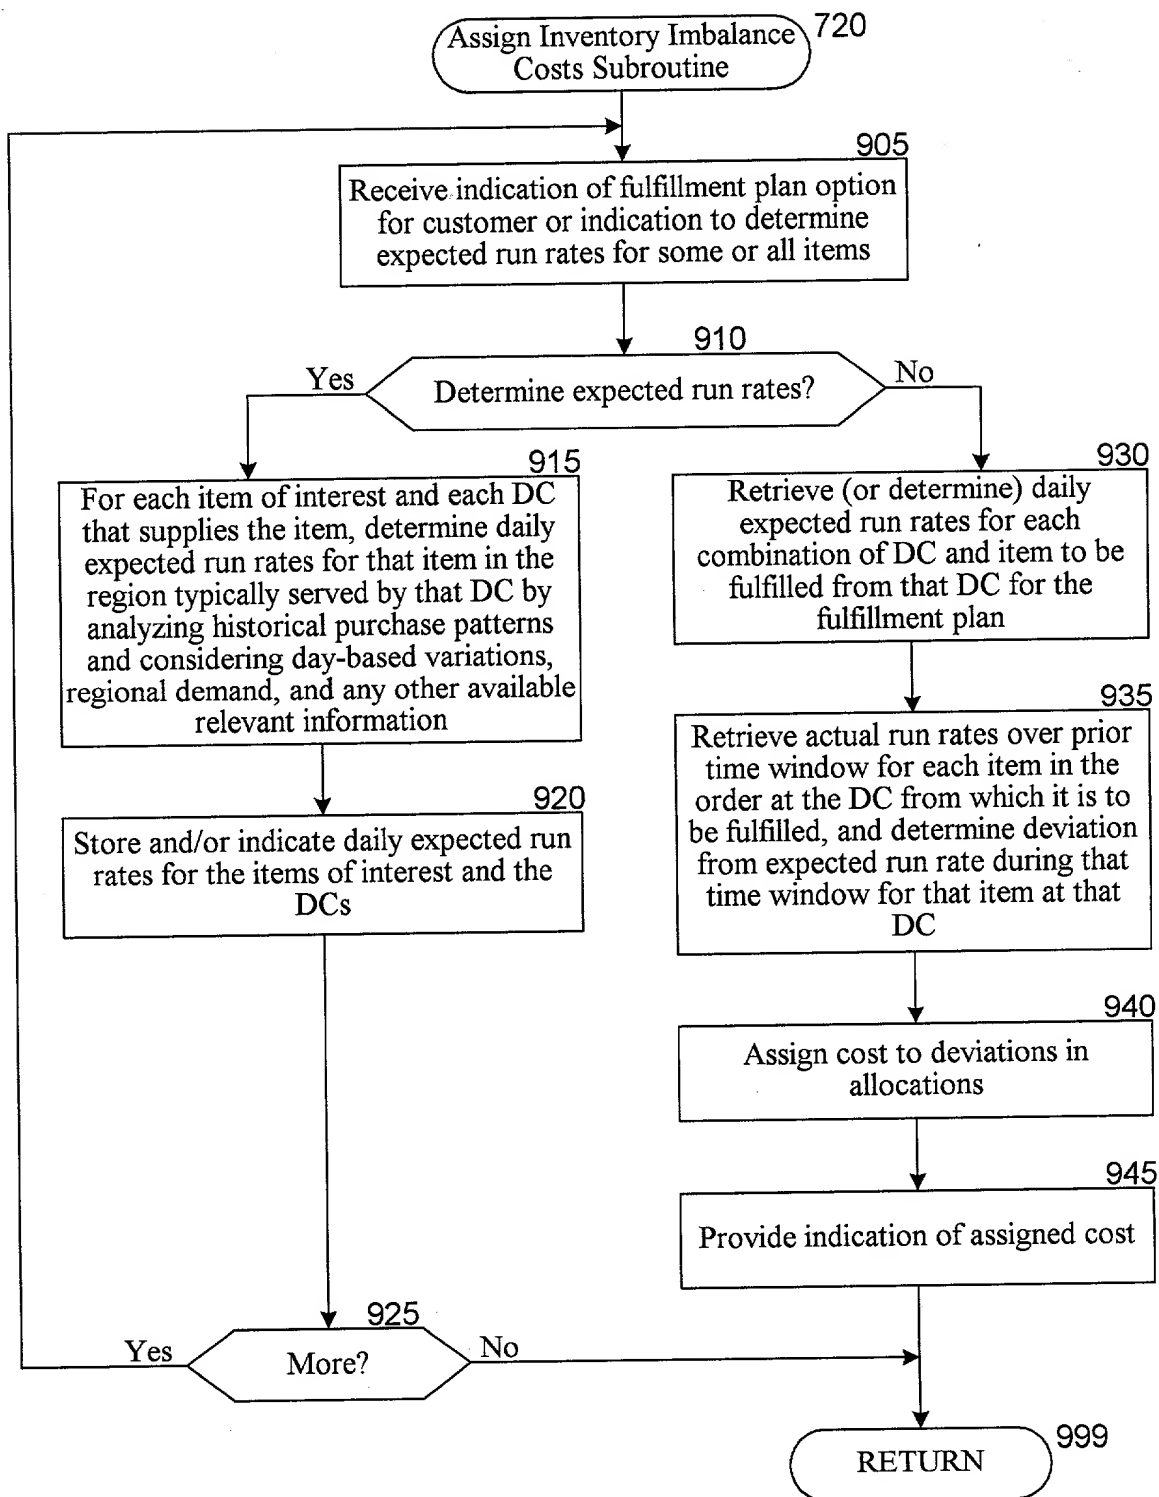 Assign Inventory Imbalance
Costs Subroutine
720
905
Receive indication of fulfillment plan option
for customer or indication to determine
expected run rates for some or all items
910
Yes
Determine expected run rates?
No
915
For each item of interest and each DC
that supplies the item, determine daily
expected run rates for that item in the
region typically served by that DC by
analyzing historical purchase patterns
and considering day-based variations,
regional demand, and any other available
relevant information
930
Retrieve (or determine) daily
expected run rates for each
combination of DC and item to be
fulfilled from that DC for the
fulfillment plan
920
Store and/or indicate daily expected run
rates for the items of interest and the
DCs
935
Retrieve actual run rates over prior
time window for each item in the
order at the DC from which it is to
be fulfilled, and determine deviation
from expected run rate during that
time window for that item at that
DC
940
Assign cost to deviations in
allocations
945
Provide indication of assigned cost
925
Yes
More?
No
RETURN
999